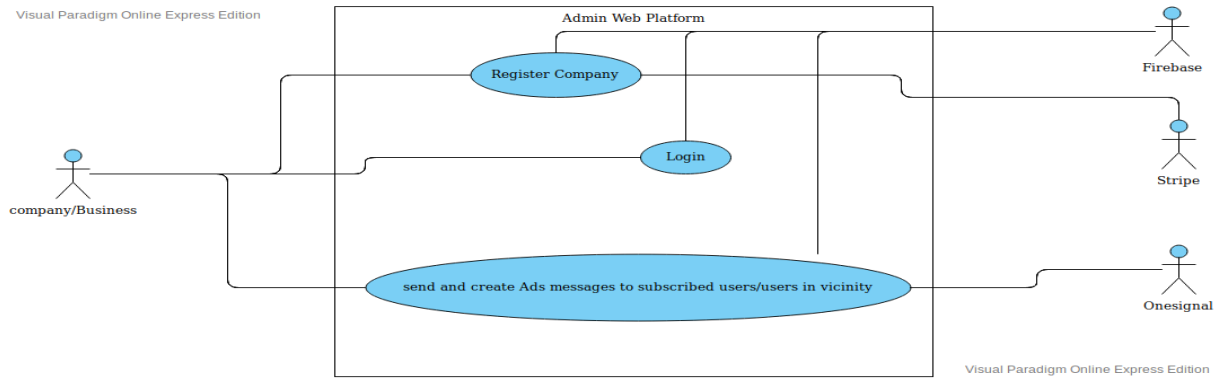 Visual Paradigm Online Express Edition
Admin Web Platform
Firebase
Register Company
Stripe
Login
company/Business
send and create Ads messages to subscribed users/users in vicinity
Onesignal
Visual Paradigm Online Express Edition